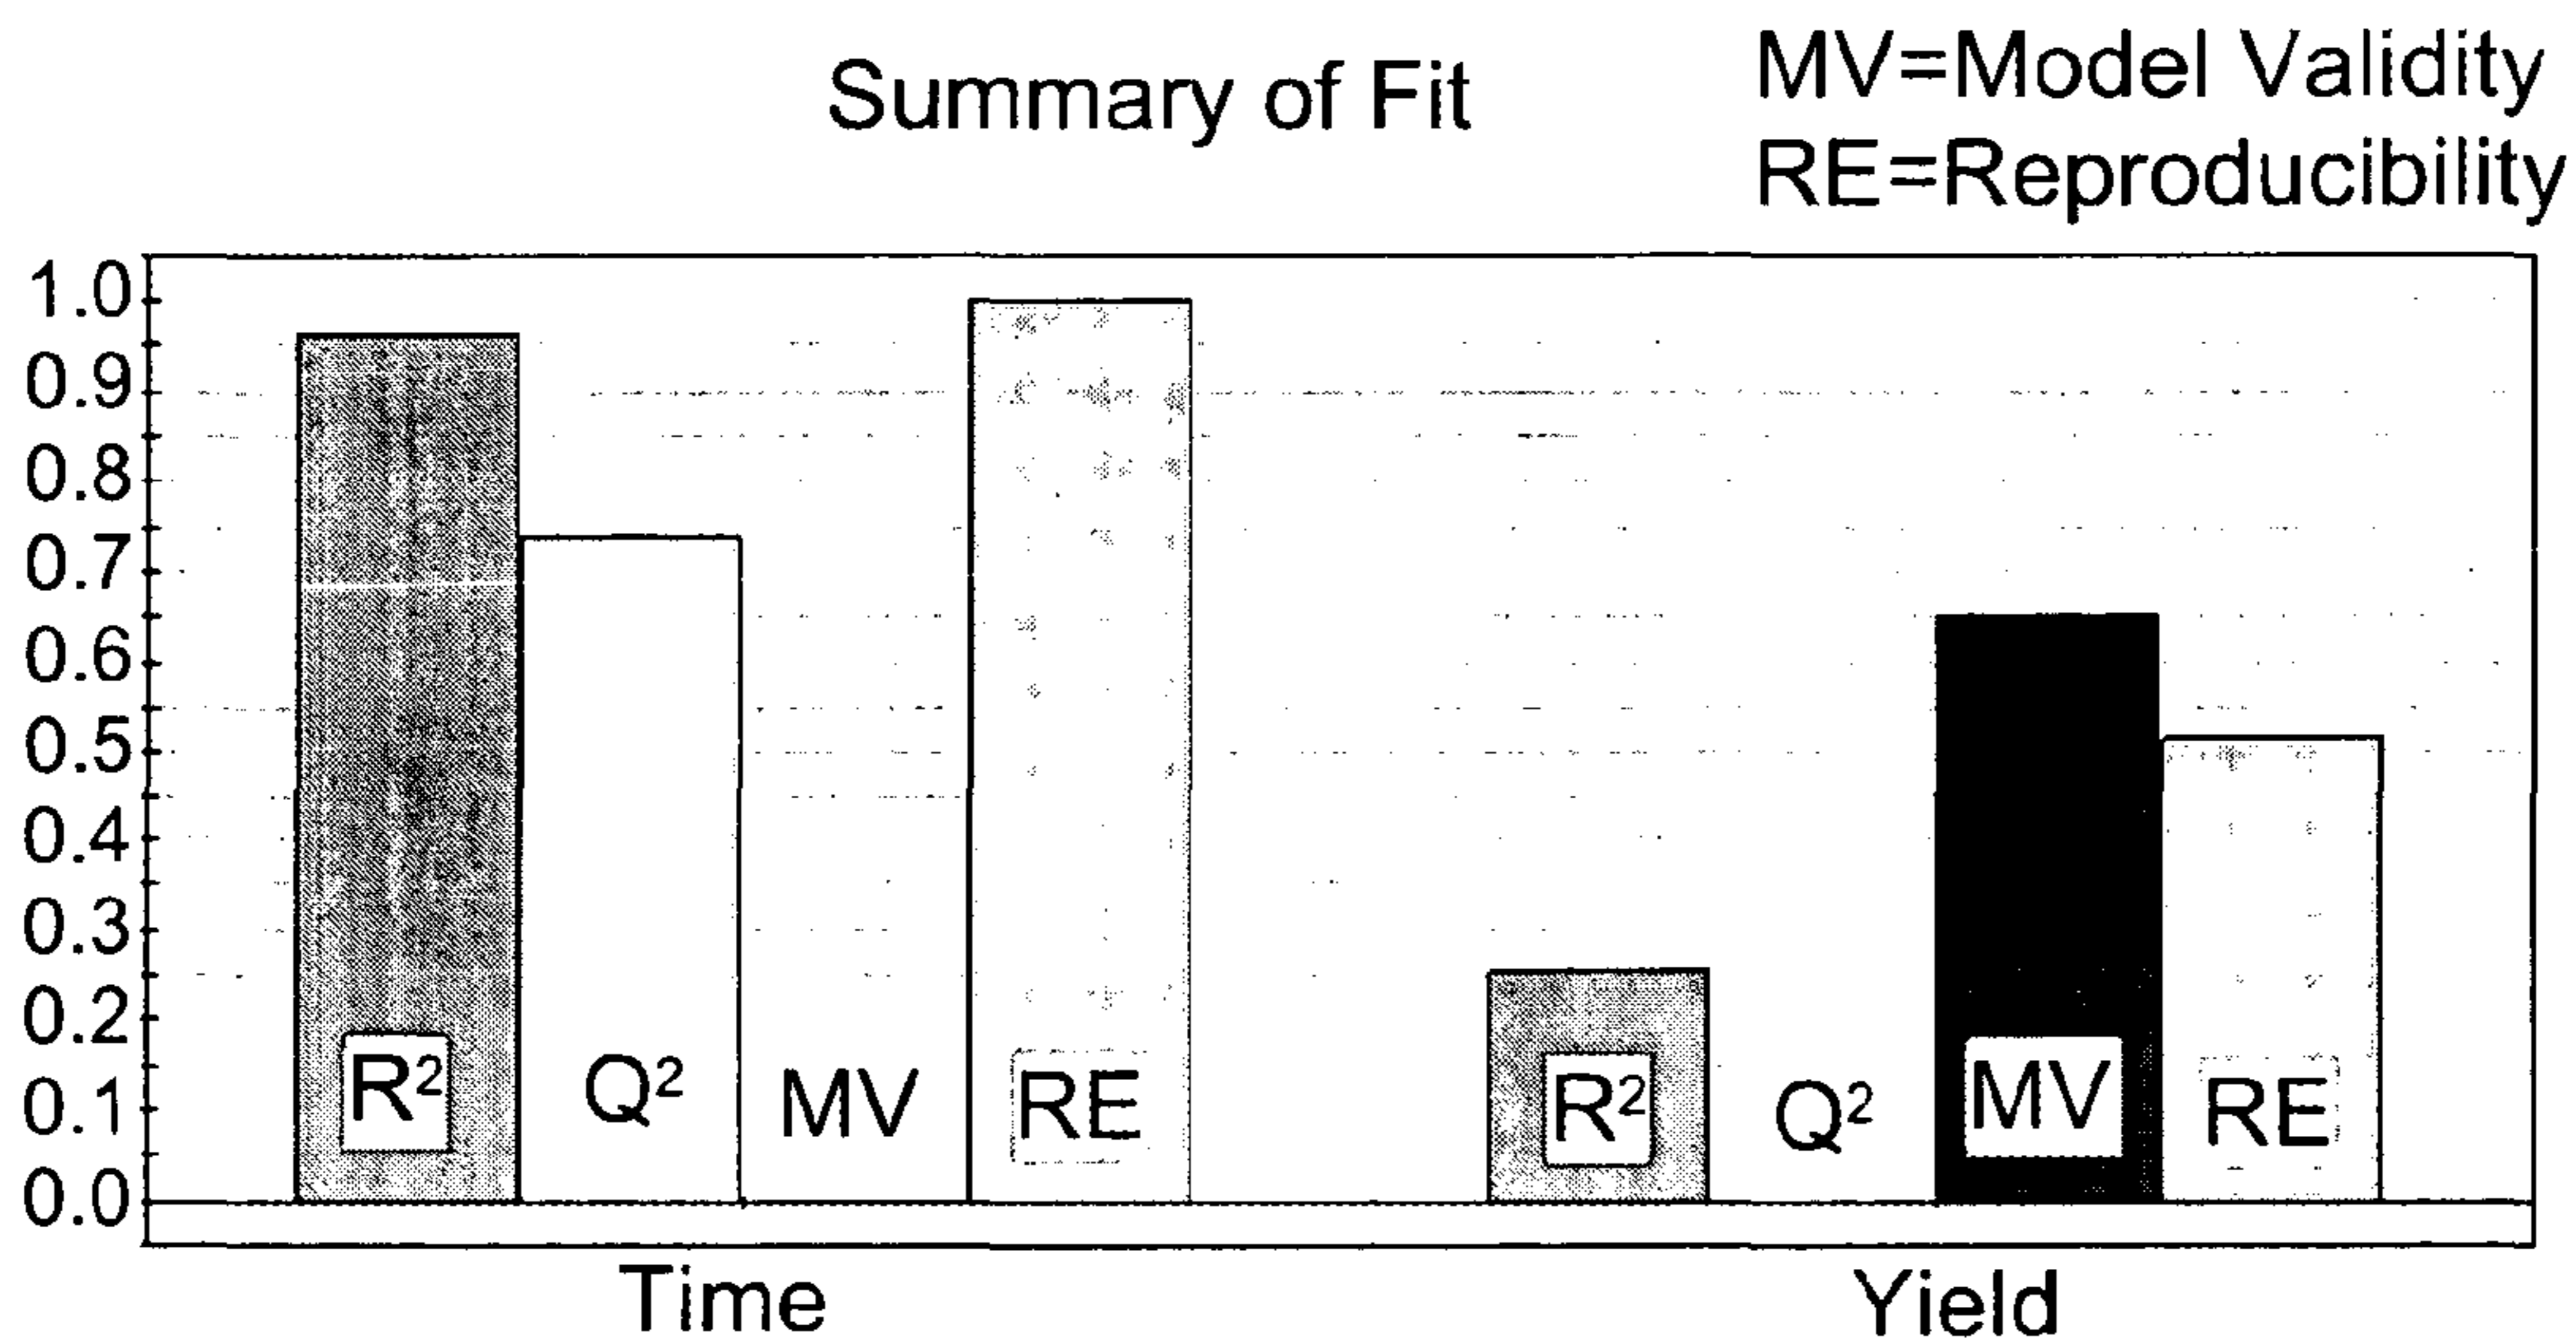 Summary of Fit
MV=Model Validity
RE=Reproducibility
1.0
0.9
0.8
0.7
0.6
0.5
0.4
0.3
0.2
0.1
0.0
R² Q² MV RE R² Q² MV RE
Time Yield